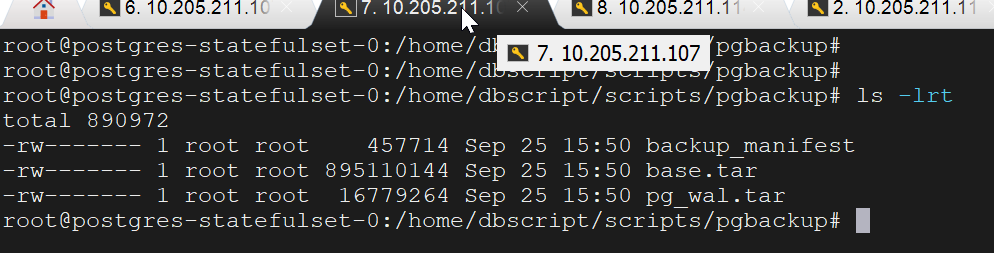 6. 10.205.211.10 7. 10.205.211.10 8. 10.205.211.11 2. 10.205.211.11
root@postgres-statefulset-0:/home/dbscript/scripts/pgbackup#
7. 10.205.211.107
root@postgres-statefulset-0:/home/dbscript/scripts/pgbackup#
root@postgres-statefulset-0:/home/dbscript/scripts/pgbackup# ls -lrt
total 890972
-rw------- 1 root root    457714 Sep 25 15:50 backup_manifest
-rw------- 1 root root 895110144 Sep 25 15:50 base.tar
-rw------- 1 root root  16779264 Sep 25 15:50 pg_wal.tar
root@postgres-statefulset-0:/home/dbscript/scripts/pgbackup#